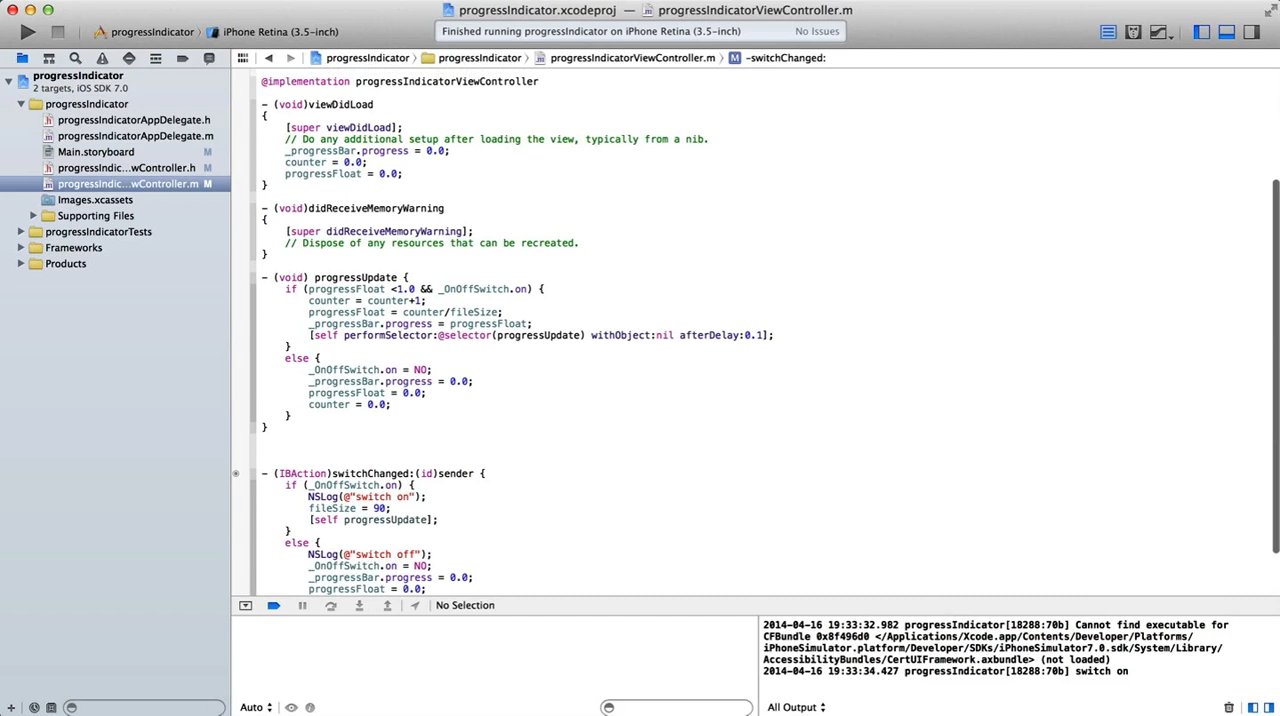 progressIndicator.xcodeproj — progressIndicatorViewController.m
progressIndicator iPhone Retina (3.5-inch)
Finished running progressIndicator on iPhone Retina (3.5-inch) No Issues
progressIndicator progressIndicator progressIndicatorViewController.m M -switchChanged:
progressIndicator
2 targets, iOS SDK 7.0
progressIndicator
progressIndicatorAppDelegate.h
progressIndicatorAppDelegate.m
Main.storyboard M
progressIndic...wController.h M
progressIndic...wController.m M
Images.xcassets
Supporting Files
progressIndicatorTests
Frameworks
Products
@implementation progressIndicatorViewController
- (void)viewDidLoad
{
[super viewDidLoad];
// Do any additional setup after loading the view, typically from a nib.
_progressBar.progress = 0.0;
counter = 0.0;
progressFloat = 0.0;
}
- (void)didReceiveMemoryWarning
{
[super didReceiveMemoryWarning];
// Dispose of any resources that can be recreated.
}
- (void) progressUpdate {
if (progressFloat <1.0 && _OnOffSwitch.on) {
counter = counter+1;
progressFloat = counter/fileSize;
_progressBar.progress = progressFloat;
[self performSelector:@selector(progressUpdate) withObject:nil afterDelay:0.1];
}
else {
_OnOffSwitch.on = NO;
_progressBar.progress = 0.0;
progressFloat = 0.0;
counter = 0.0;
}
}
- (IBAction)switchChanged:(id)sender {
if (_OnOffSwitch.on) {
NSLog(@"switch on");
fileSize = 90;
[self progressUpdate];
}
else {
NSLog(@"switch off");
_OnOffSwitch.on = NO;
_progressBar.progress = 0.0;
progressFloat = 0.0;
No Selection
2014-04-16 19:33:32.982 progressIndicator[18288:70b] Cannot find executable for
CFBundle 0x8f496d0 </Applications/Xcode.app/Contents/Developer/Platforms/
iPhoneSimulator.platform/Developer/SDKs/iPhoneSimulator7.0.sdk/System/Library/
AccessibilityBundles/CertUIFramework.axbundle> (not loaded)
2014-04-16 19:33:34.427 progressIndicator[18288:70b] switch on
Auto
All Output